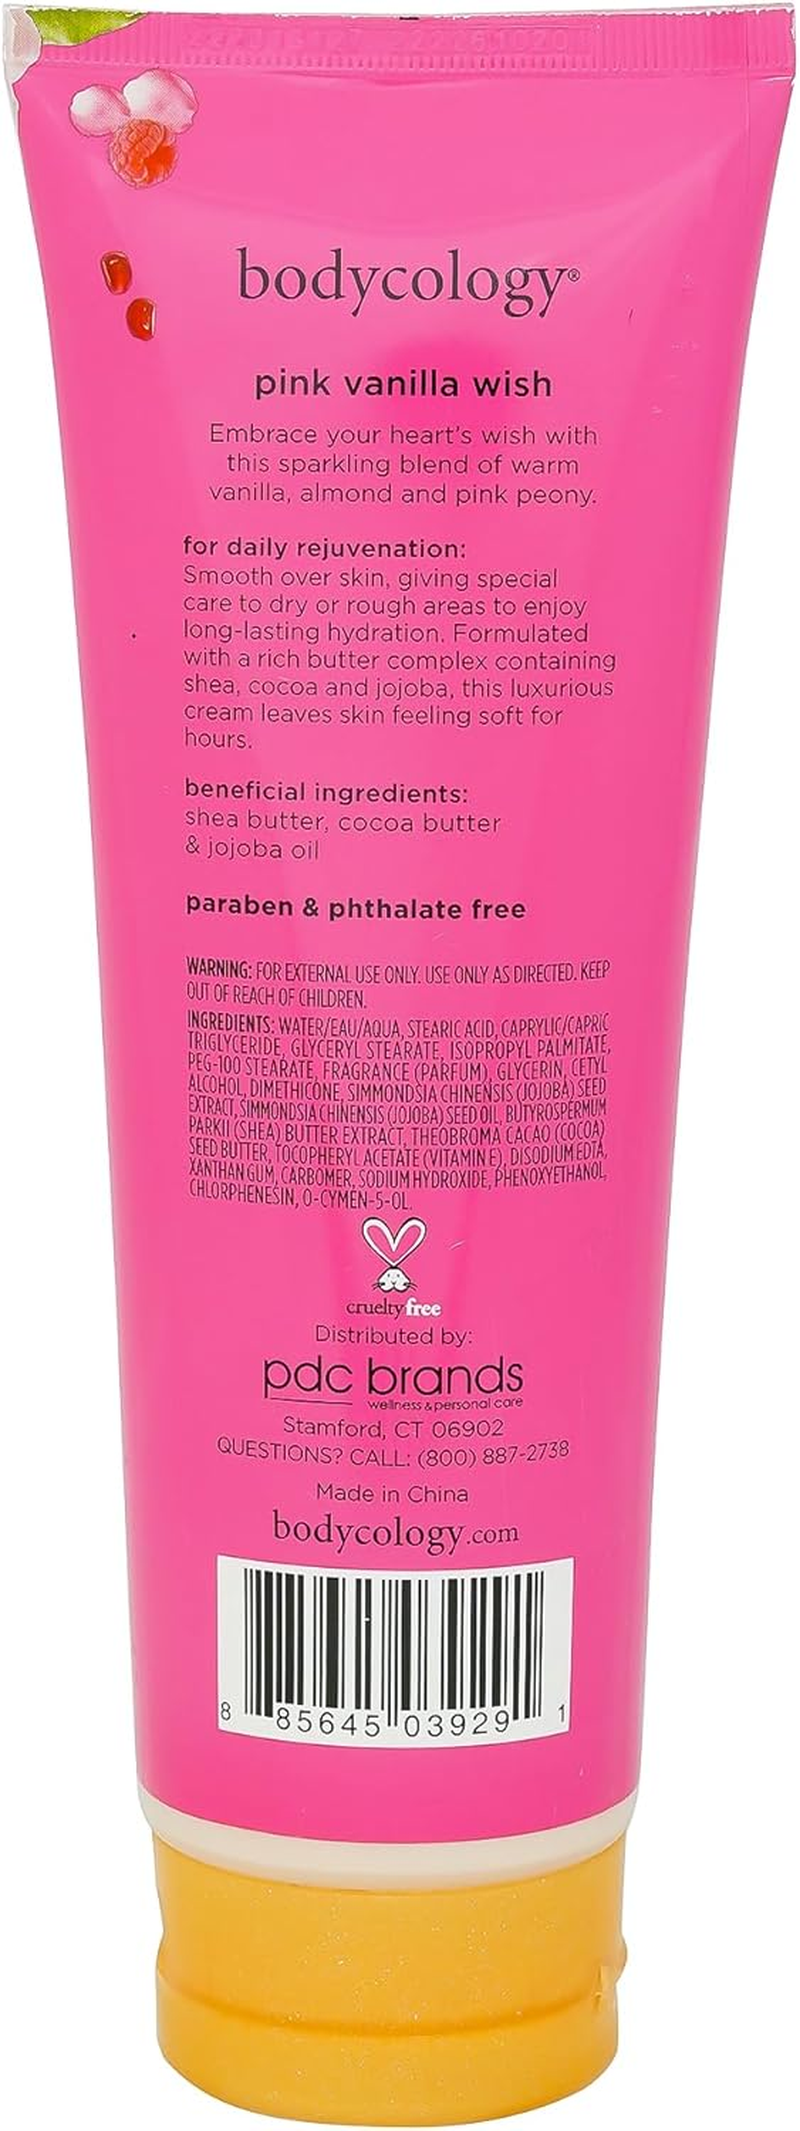 bodycology®
pink vanilla wish
Embrace your heart's wish with
this sparkling blend of warm
vanilla, almond and pink peony.
for daily rejuvenation:
Smooth over skin, giving special
care to dry or rough areas to enjoy
long-lasting hydration. Formulated
with a rich butter complex containing
shea, cocoa and jojoba, this luxurious
cream leaves skin feeling soft for
hours.
beneficial ingredients:
shea butter, cocoa butter
& jojoba oil
paraben & phthalate free
WARNING: FOR EXTERNAL USE ONLY. USE ONLY AS DIRECTED. KEEP
OUT OF REACH OF CHILDREN.
INGREDIENTS: WATER/EAU/AQUA, STEARIC ACID, CAPRYLIC/CAPRIC
TRIGLYCERIDE, GLYCERYL STEARATE, ISOPROPYL PALMITATE,
PEG-100 STEARATE, FRAGRANCE (PARFUM), GLYCERIN, CETYL
ALCOHOL, DIMETHICONE, SIMMONDSIA CHINENSIS (JOJOBA) SEED
EXTRACT, SIMMONDSIA CHINENSIS (JOJOBA) SEED OIL, BUTYROSPERMUM
PARKII (SHEA) BUTTER EXTRACT, THEOBROMA CACAO (COCOA)
SEED BUTTER, TOCOPHERYL ACETATE (VITAMIN E), DISODIUM EDTA,
XANTHAN GUM, CARBOMER, SODIUM HYDROXIDE, PHENOXYETHANOL,
CHLORPHENESIN, O-CYMEN-5-OL.
crueltyfree
Distributed by:
pdc brands
wellness & personal care
Stamford, CT 06902
QUESTIONS? CALL: (800) 887-2738
Made in China
bodycology.com
8 85645 03929 1